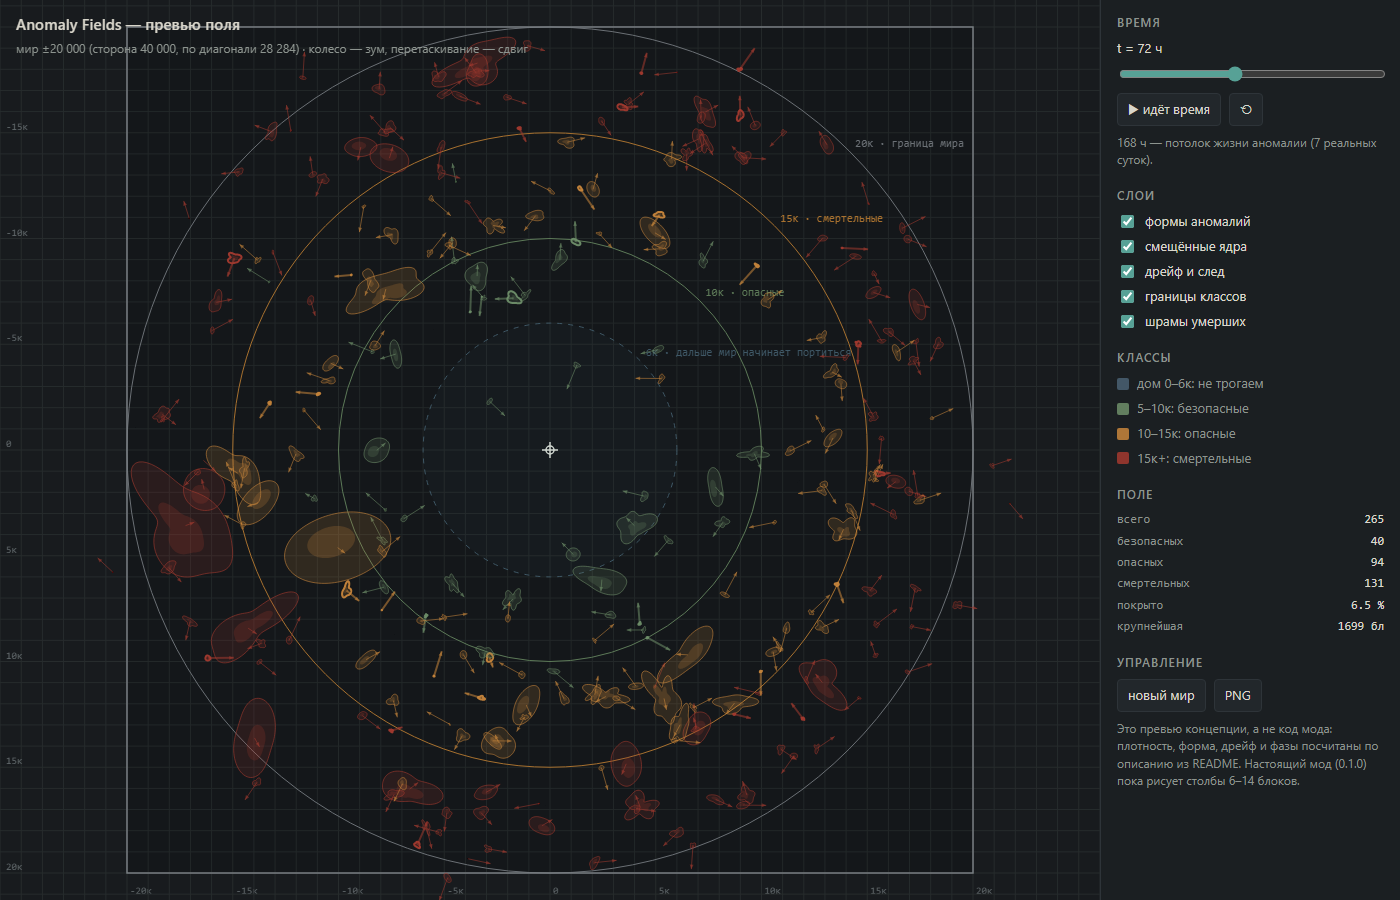 Anomaly Fields — превью поля
мир ±20 000 (сторона 40 000, по диагонали 28 284) · колесо — зум, перетаскивание — сдвиг
-15к
-10к
-5к
0
5к
10к
15к
20к
-20к
-15к
-10к
-5к
0
5к
10к
15к
20к
20к · граница мира
15к · смертельные
10к · опасные
· дальше мир начинает портиться
ВРЕМЯ
t = 72 ч
▶ идёт время
⟲
168 ч — потолок жизни аномалии (7 реальных
суток).
СЛОИ
формы аномалий
смещённые ядра
дрейф и след
границы классов
шрамы умерших
КЛАССЫ
дом 0–6к: не трогаем
5–10к: безопасные
10–15к: опасные
15к+: смертельные
ПОЛЕ
всего 265
безопасных 40
опасных 94
смертельных 131
покрыто 6.5 %
крупнейшая 1699 бл
УПРАВЛЕНИЕ
новый мир
PNG
Это превью концепции, а не код мода:
плотность, форма, дрейф и фазы посчитаны по
описанию из README. Настоящий мод (0.1.0)
пока рисует столбы 6–14 блоков.